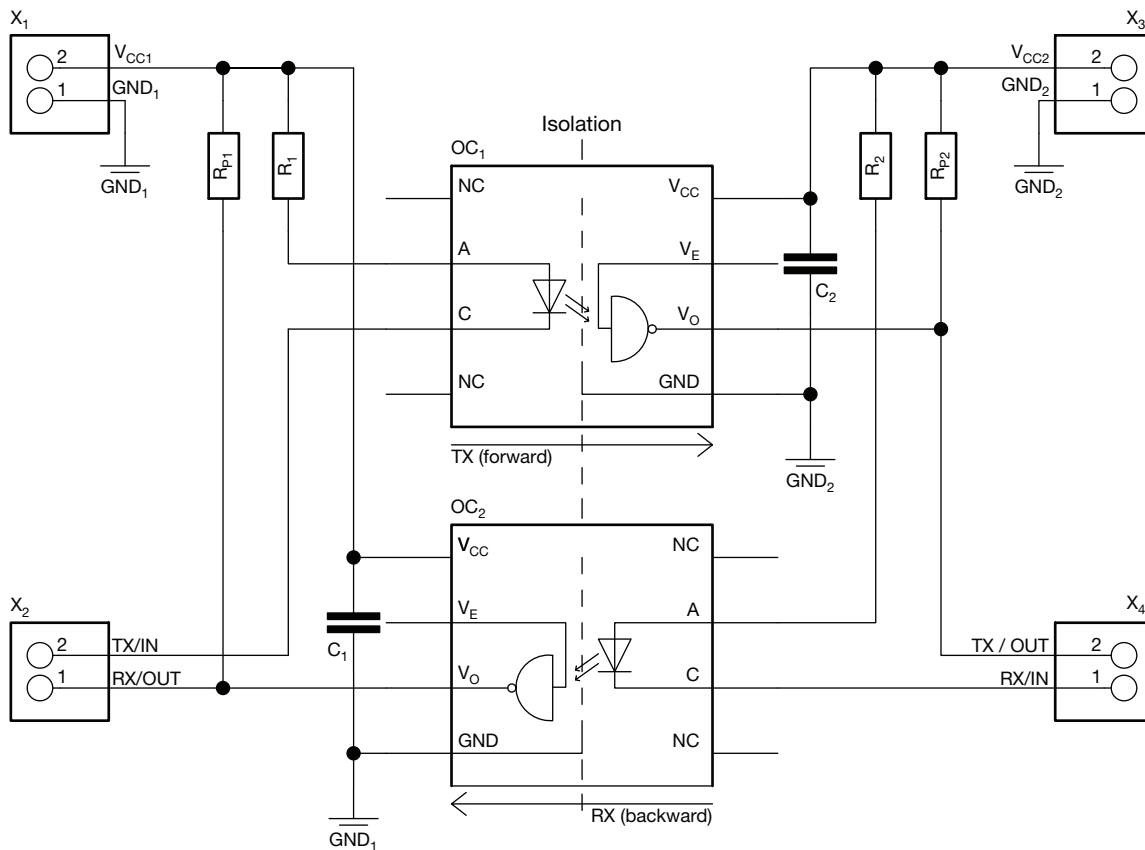 X1
X3
2
VCC1
VCC2
2
1
GND1
GND2
1
Isolation
OC1
RP1
R1
R2
RP2
GND1
GND2
NC
VCC
A
VE
C2
C
VO
NC
GND
TX (forward)
GND2
OC2
VCC
NC
X2
VE
A
X4
2
TX/IN
C1
TX / OUT
2
1
RX/OUT
VO
C
RX/IN
1
GND
NC
RX (backward)
GND1